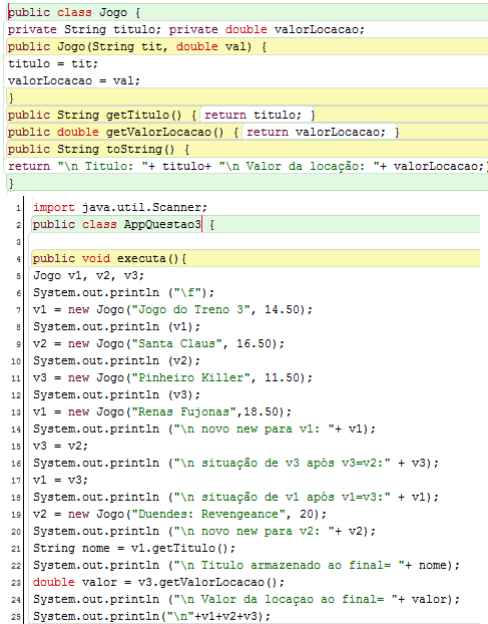 public class Jogo {
private String titulo; private double valorLocacao;
public Jogo(String tit, double val) {
titulo = tit;
valorLocacao = val;
}
public String getTitulo() { return titulo; }
public double getValorLocacao() { return valorLocacao; }
public String toString() {
return "\n Titulo: "+ titulo+ "\n Valor da locação: "+ valorLocacao;}
}
1 import java.util.Scanner;
2 public class AppQuestao3 {
3
4 public void executa(){
5 Jogo v1, v2, v3;
6 System.out.println ("\f");
7 v1 = new Jogo("Jogo do Treno 3", 14.50);
8 System.out.println (v1);
9 v2 = new Jogo("Santa Claus", 16.50);
10 System.out.println (v2);
11 v3 = new Jogo("Pinheiro Killer", 11.50);
12 System.out.println (v3);
13 v1 = new Jogo("Renas Fujonas",18.50);
14 System.out.println ("\n novo new para v1: "+ v1);
15 v3 = v2;
16 System.out.println ("\n situação de v3 após v3=v2:" + v3);
17 v1 = v3;
18 System.out.println ("\n situação de v1 após v1=v3:" + v1);
19 v2 = new Jogo("Duendes: Revengeance", 20);
20 System.out.println ("\n novo new para v2: "+ v2);
21 String nome = v1.getTitulo();
22 System.out.println ("\n Titulo armazenado ao final= "+ nome);
23 double valor = v3.getValorLocacao();
24 System.out.println ("\n Valor da locaçao ao final= "+ valor);
25 System.out.println("\n"+v1+v2+v3);